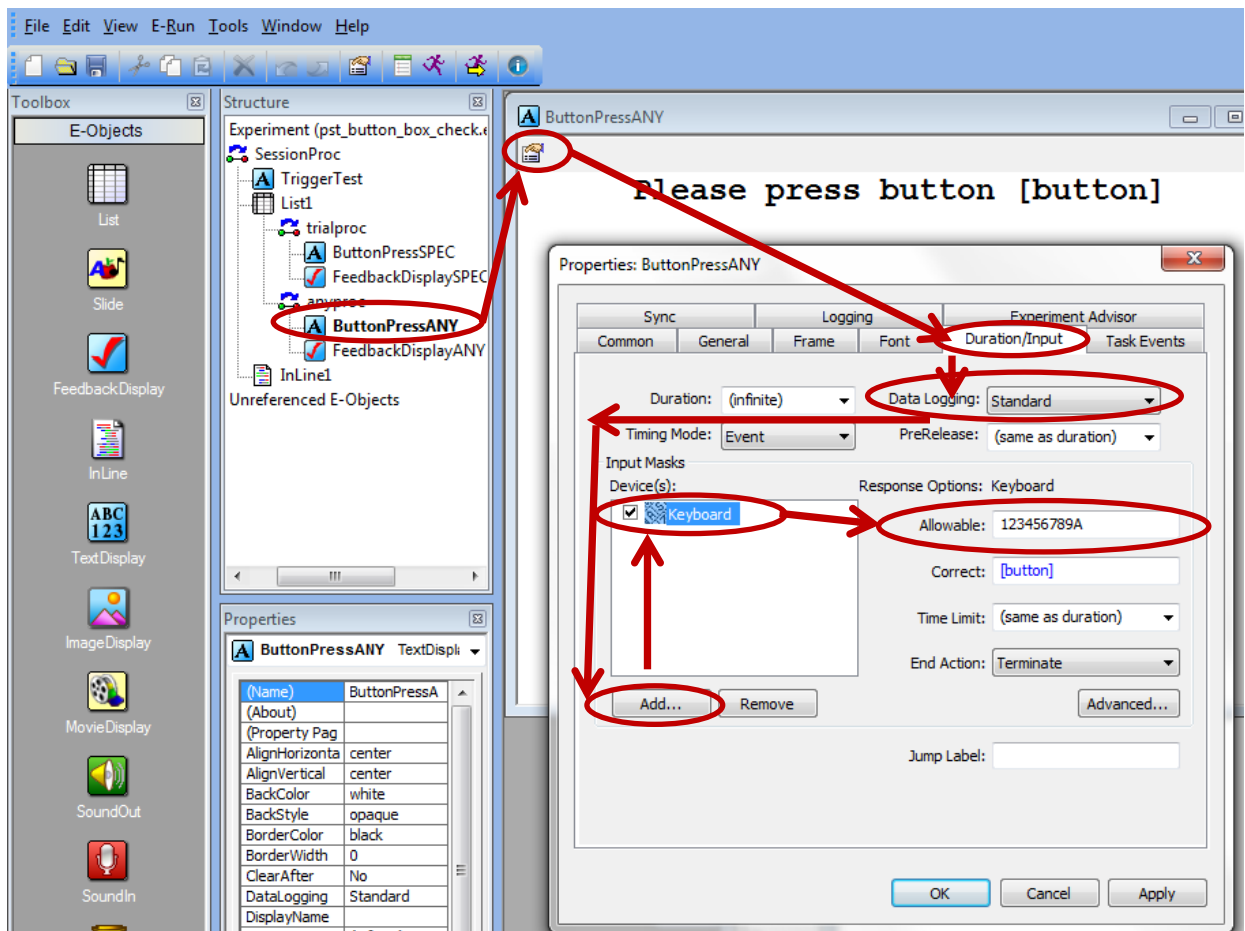 File Edit View E-Run Tools Window Help
Toolbox
E-Objects
List
Slide
FeedbackDisplay
InLine
ABC
123
TextDisplay
ImageDisplay
MovieDisplay
SoundOut
SoundIn
Structure
Experiment (pst_button_box_check.e
SessionProc
A TriggerTest
List1
trialproc
A ButtonPressSPEC
FeedbackDisplaySPEC
anyproc
A ButtonPressANY
FeedbackDisplayANY
InLine1
Unreferenced E-Objects
Properties
A ButtonPressANY TextDispl
(Name) ButtonPressA
(About)
(Property Pag
AlignHorizonta center
AlignVertical center
BackColor white
BackStyle opaque
BorderColor black
BorderWidth 0
ClearAfter No
DataLogging Standard
DisplayName
A ButtonPressANY
Please press button [button]
Properties: ButtonPressANY
Sync Logging Experiment Advisor
Common General Frame Font Duration/Input Task Events
Duration: (infinite) Data Logging: Standard
Timing Mode: Event PreRelease: (same as duration)
Input Masks
Device(s): Response Options: Keyboard
Keyboard
Allowable: 123456789A
Correct: [button]
Time Limit: (same as duration)
End Action: Terminate
Add... Remove Advanced...
Jump Label:
OK Cancel Apply